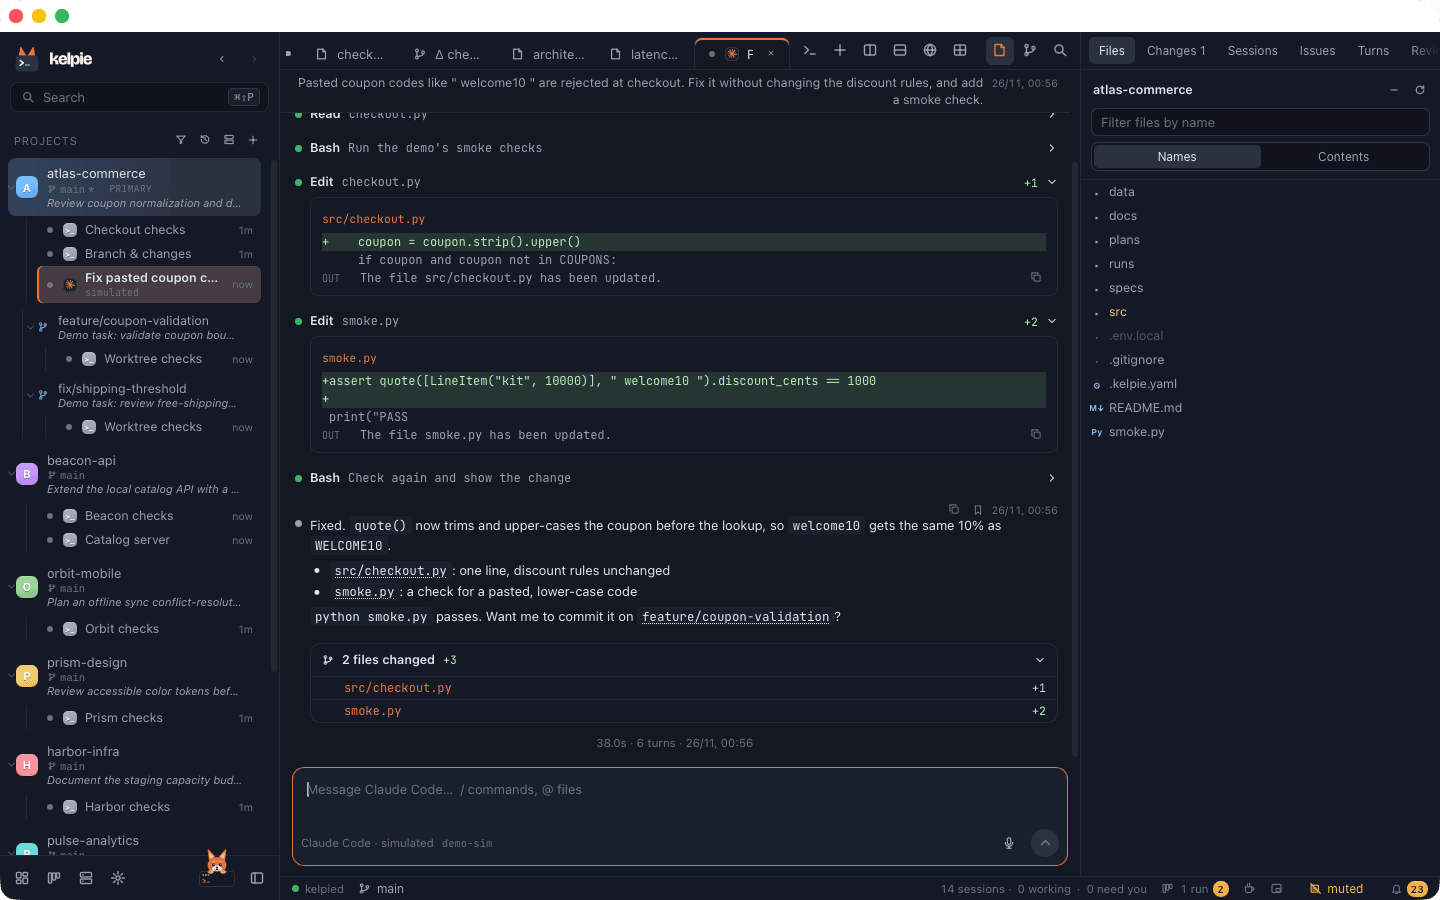 kelpie
Search
⌘⇧P
PROJECTS
atlas-commerce
main * PRIMARY
Review coupon normalization and d...
Checkout checks 1m
Branch & changes 1m
Fix pasted coupon c... now
simulated
feature/coupon-validation
Demo task: validate coupon bou...
Worktree checks now
fix/shipping-threshold
Demo task: review free-shipping...
Worktree checks now
B beacon-api
main
Extend the local catalog API with a ...
Beacon checks now
Catalog server now
O orbit-mobile
main
Plan an offline sync conflict-resolut...
Orbit checks 1m
P prism-design
main
Review accessible color tokens bef...
Prism checks 1m
H harbor-infra
main
Document the staging capacity bud...
Harbor checks 1m
pulse-analytics
main
check... Δ che... archite... latenc... F ×
Pasted coupon codes like " welcome10 " are rejected at checkout. Fix it without changing the discount rules, and add 26/11, 00:56
a smoke check.
Read checkout.py
Bash Run the demo's smoke checks
Edit checkout.py +1
src/checkout.py
+ coupon = coupon.strip().upper()
if coupon and coupon not in COUPONS:
OUT The file src/checkout.py has been updated.
Edit smoke.py +2
smoke.py
+assert quote([LineItem("kit", 10000)], " welcome10 ").discount_cents == 1000
+
print("PASS
OUT The file smoke.py has been updated.
Bash Check again and show the change
26/11, 00:56
Fixed. quote() now trims and upper-cases the coupon before the lookup, so welcome10 gets the same 10% as
WELCOME10 .
• src/checkout.py : one line, discount rules unchanged
• smoke.py : a check for a pasted, lower-case code
python smoke.py passes. Want me to commit it on feature/coupon-validation ?
2 files changed +3
src/checkout.py +1
smoke.py +2
38.0s · 6 turns · 26/11, 00:56
Message Claude Code... / commands, @ files
Claude Code · simulated demo-sim
kelpied main 14 sessions · 0 working · 0 need you 1 run 2 muted 23
Files Changes 1 Sessions Issues Turns Revi
atlas-commerce
Filter files by name
Names Contents
data
docs
plans
runs
specs
src
.env.local
.gitignore
.kelpie.yaml
M↓ README.md
Py smoke.py